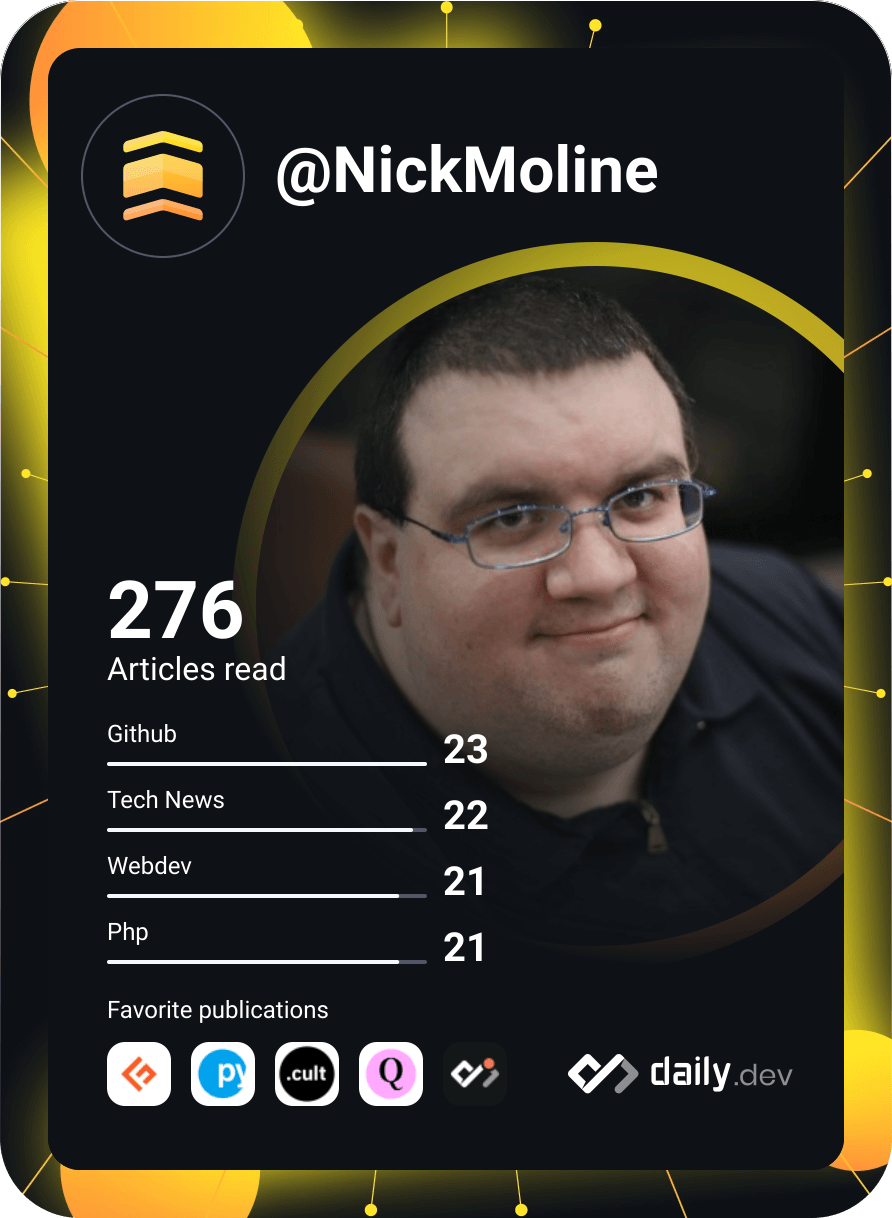 @NickMoline
276
Articles read
Github
23
Tech News
22
Webdev
21
Php
21
Favorite publications
py
.cult
Q
daily.dev